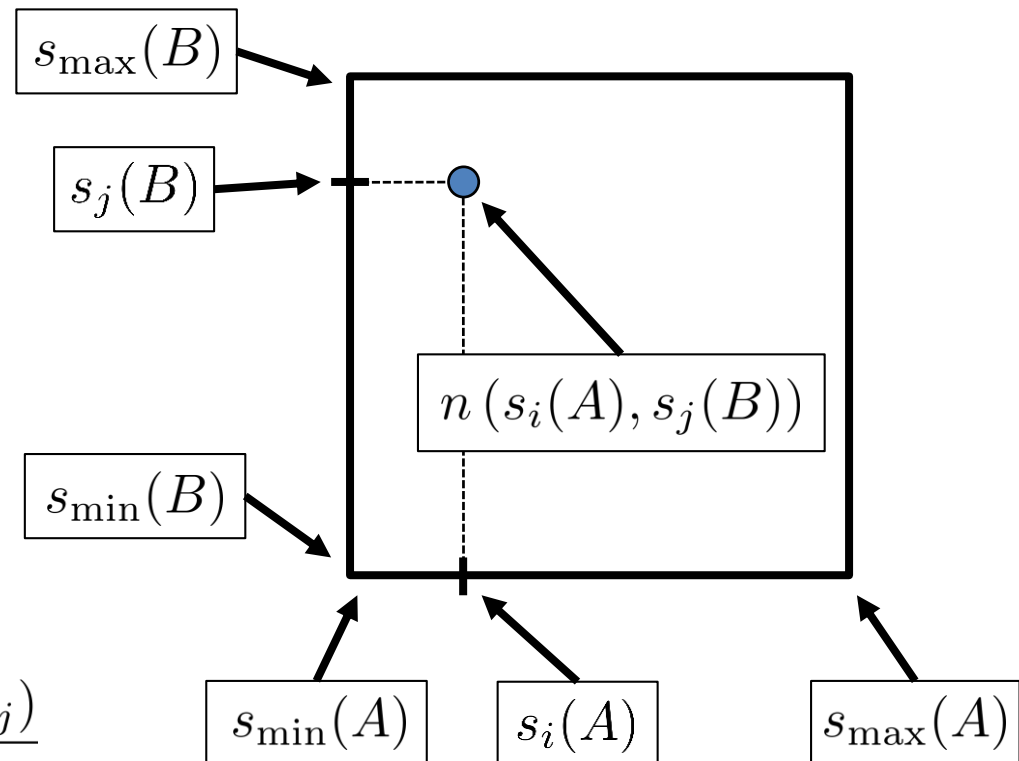 s_max(B)
s_j(B)
n (s_i(A), s_j(B))
s_min(B)
j)
s_min(A)
s_i(A)
s_max(A)